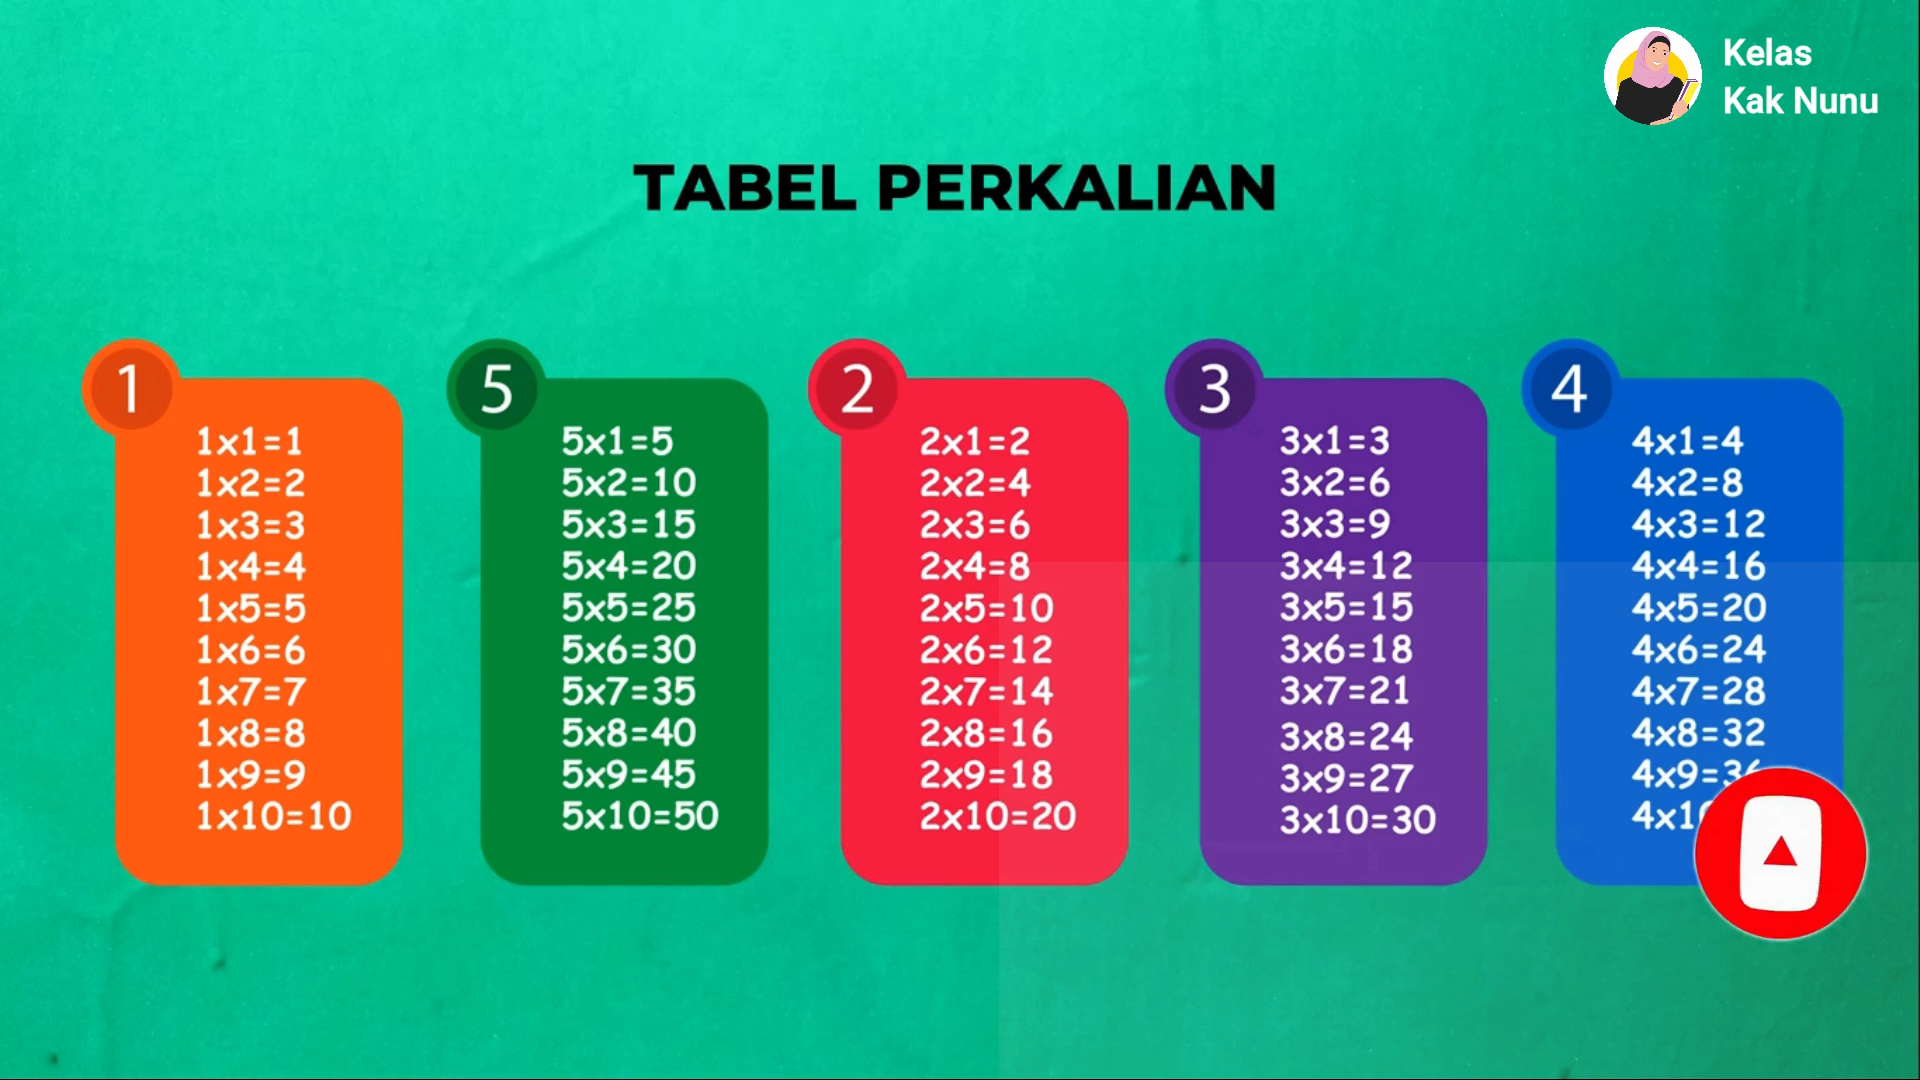 Kelas
Kak Nunu
TABEL PERKALIAN
1
1x1=1
1x2=2
1x3=3
1x4=4
1x5=5
1x6=6
1x7=7
1x8=8
1x9=9
1x10=10
5
5x1=5
5x2=10
5x3=15
5x4=20
5x5=25
5x6=30
5x7=35
5x8=40
5x9=45
5x10=50
2
2x1=2
2x2=4
2x3=6
2x4=8
2x5=10
2x6=12
2x7=14
2x8=16
2x9=18
2x10=20
3
3x1=3
3x2=6
3x3=9
3x4=12
3x5=15
3x6=18
3x7=21
3x8=24
3x9=27
3x10=30
4
4x1=4
4x2=8
4x3=12
4x4=16
4x5=20
4x6=24
4x7=28
4x8=32
4x9=36